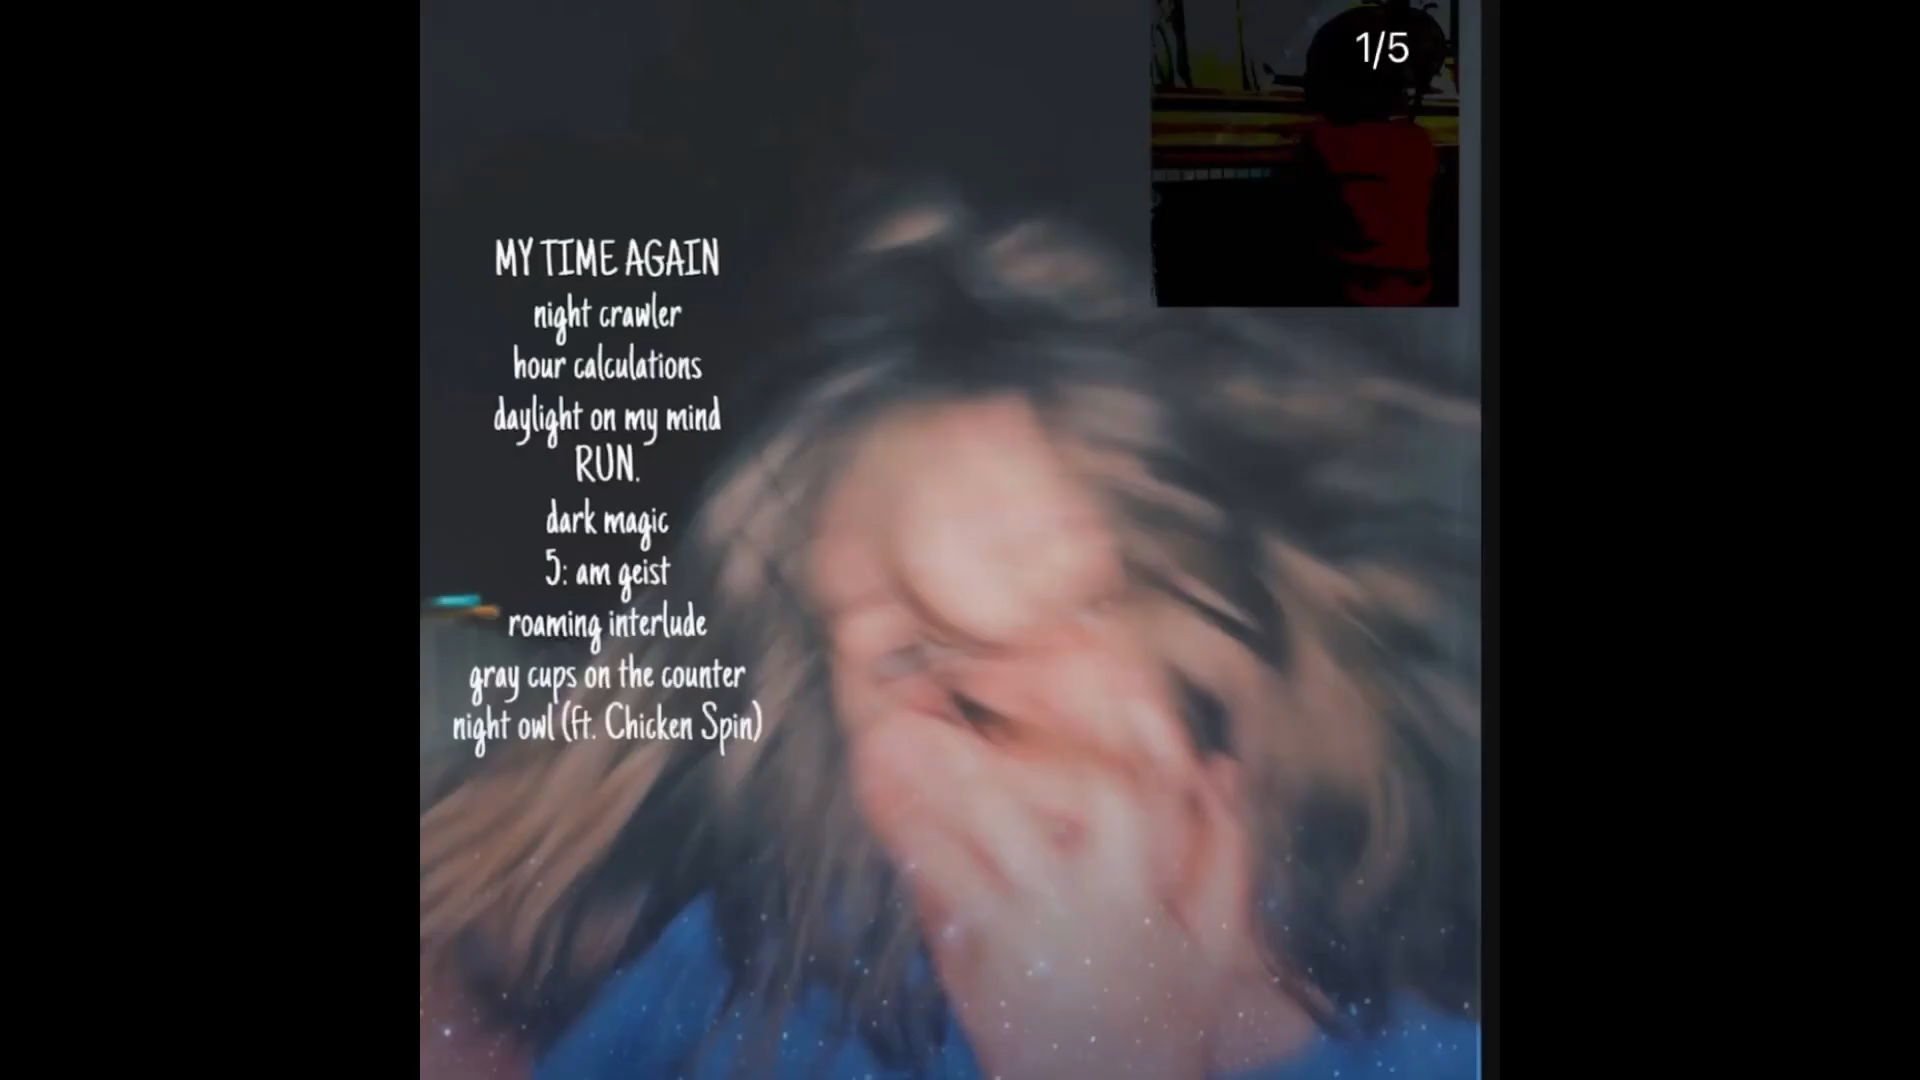 1/5
MY TIME AGAIN
night crawler
hour calculations
daylight on my mind
RUN.
dark magic
5: am geist
roaming interlude
gray cups on the counter
night owl (ft. Chicken Spin)